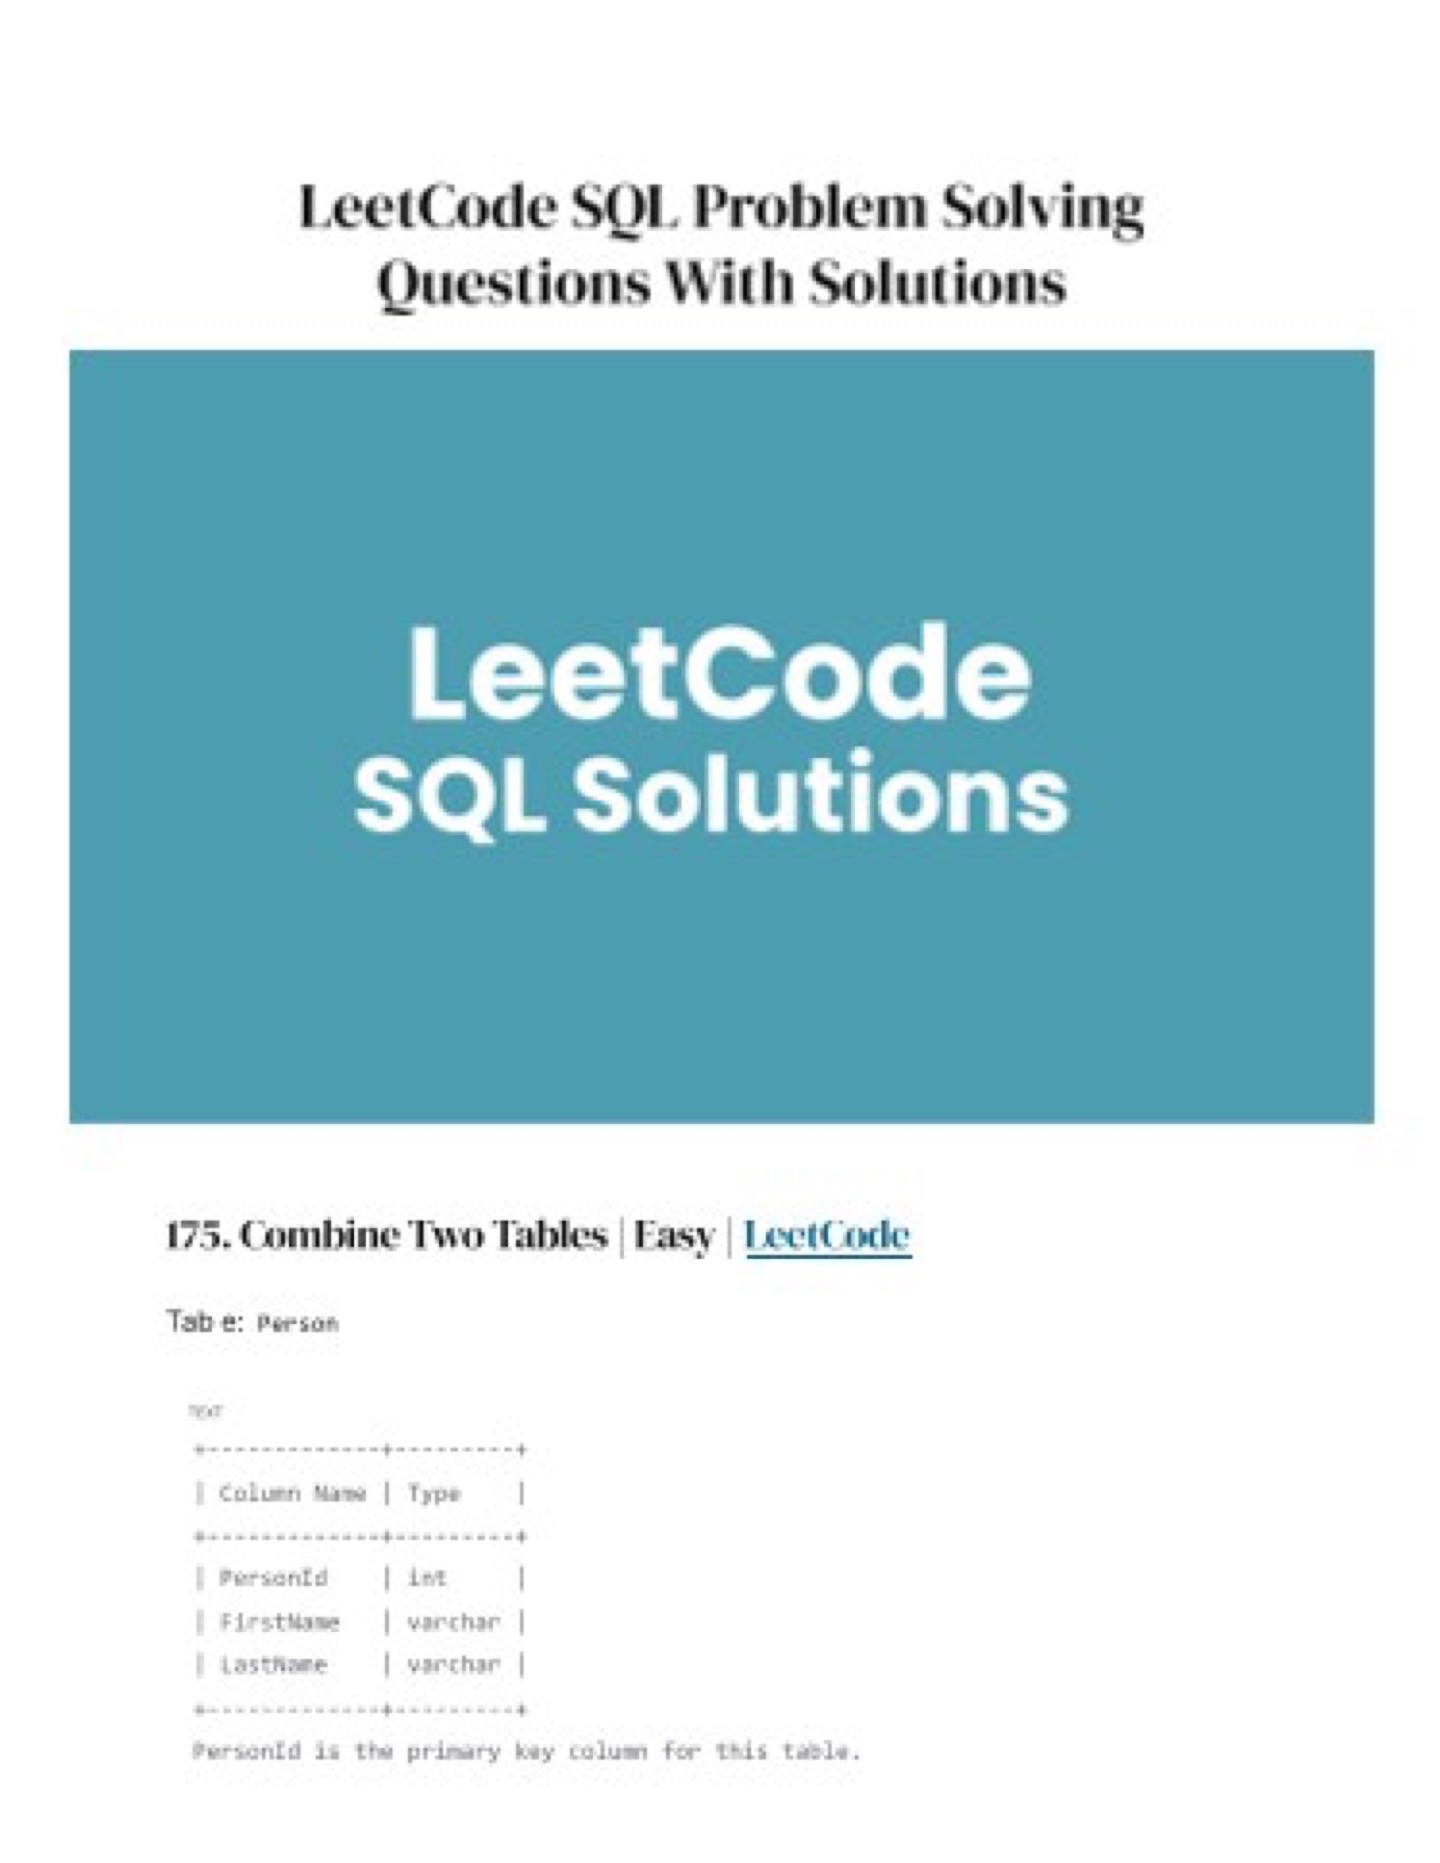 LeetCode SQL Problem Solving
Questions With Solutions
LeetCode
SQL Solutions
175. Combine Two Tables | Easy | LeetCode
Tab e: Person
TEXT
+-------------+---------+
| Column Name | Type    |
+-------------+---------+
| PersonId    | int     |
| FirstName   | varchar |
| LastName    | varchar |
+-------------+---------+
PersonId is the primary key column for this table.